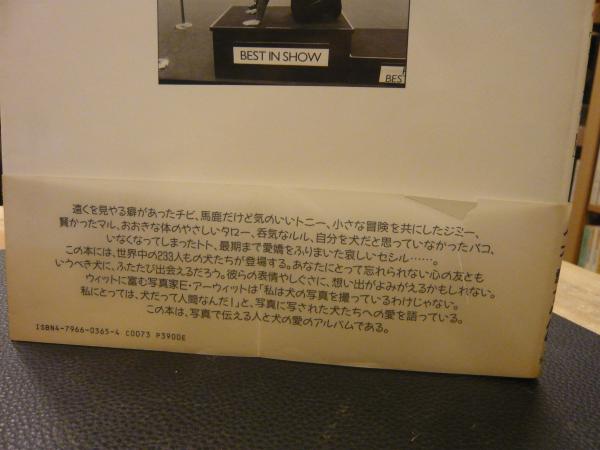 BEST IN SHOW
BES
遠くを見やる癖があったチビ、馬鹿だけど気のいいトニー、小さな冒険を共にしたジミー、
賢かったマル、おおきな体のやさしいタロー、呑気なルル、自分を犬だと思っていなかったパコ、
いなくなってしまったトト、最期まで愛嬌をふりまいた哀しいセシル……。
この本には、世界中の233人もの犬たちが登場する。あなたにとって忘れられない心の友とも
いうべき犬に、ふたたび出会えるだろう。彼らの表情やしぐさに、想い出がよみがえるかもしれない。
ウィットに富む写真家E・アーウィットは「私は犬の写真を撮っているわけじゃない。
私にとっては、犬だって人間なんだ!」と、写真に写された犬たちへの愛を語っている。
この本は、写真で伝える人と犬の愛のアルバムである。
ISBN4-7966-0365-4 C0073 P3900E